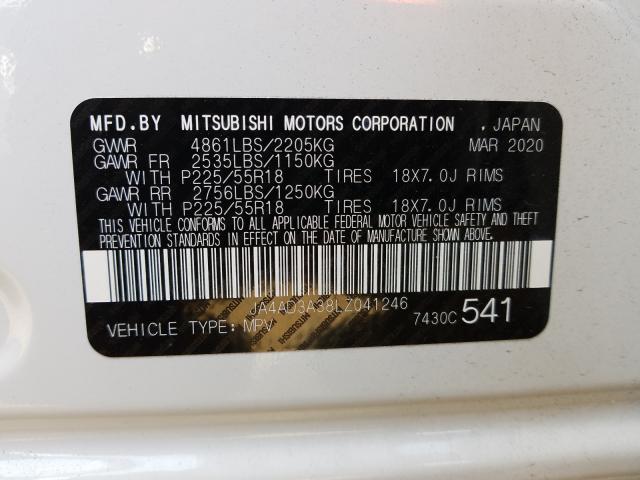 MFD.BY MITSUBISHI MOTORS CORPORATION , JAPAN
GVWR 4861LBS/2205KG MAR 2020
GAWR FR 2535LBS/1150KG
WITH P225/55R18 TIRES 18X7.0J RIMS
GAWR RR 2756LBS/1250KG
WITH P225/55R18 TIRES 18X7.0J RIMS
THIS VEHICLE CONFORMS TO ALL APPLICABLE FEDERAL MOTOR VEHICLE SAFETY AND THEFT
PREVENTION STANDARDS IN EFFECT ON THE DATE OF MANUFACTURE SHOWN ABOVE.
JA4AD3A38LZ041246
VEHICLE TYPE: MPV 7430C 541